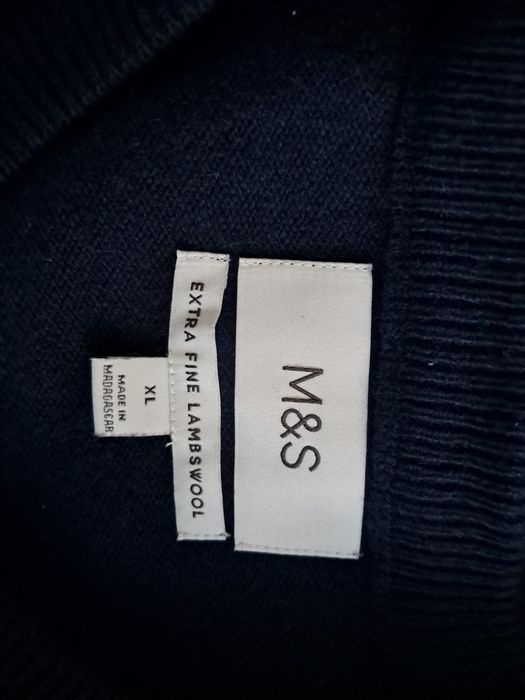 M&S
EXTRA FINE LAMBSWOOL
XL
MADE IN
MADAGASCAR